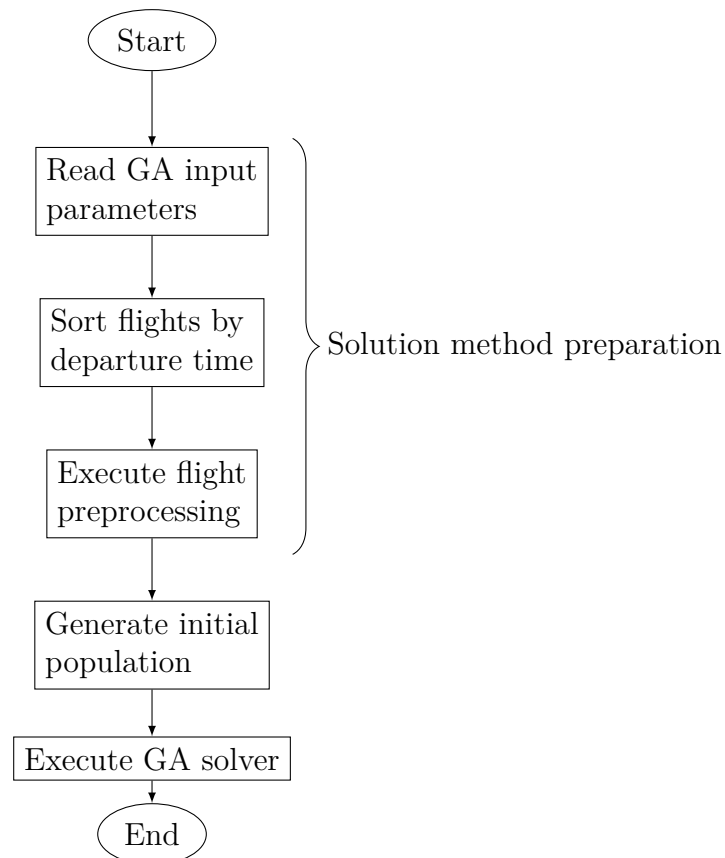 Start
Read GA input
parameters
Sort flights by
departure time
Solution method preparation
Execute flight
preprocessing
Generate initial
population
Execute GA solver
End